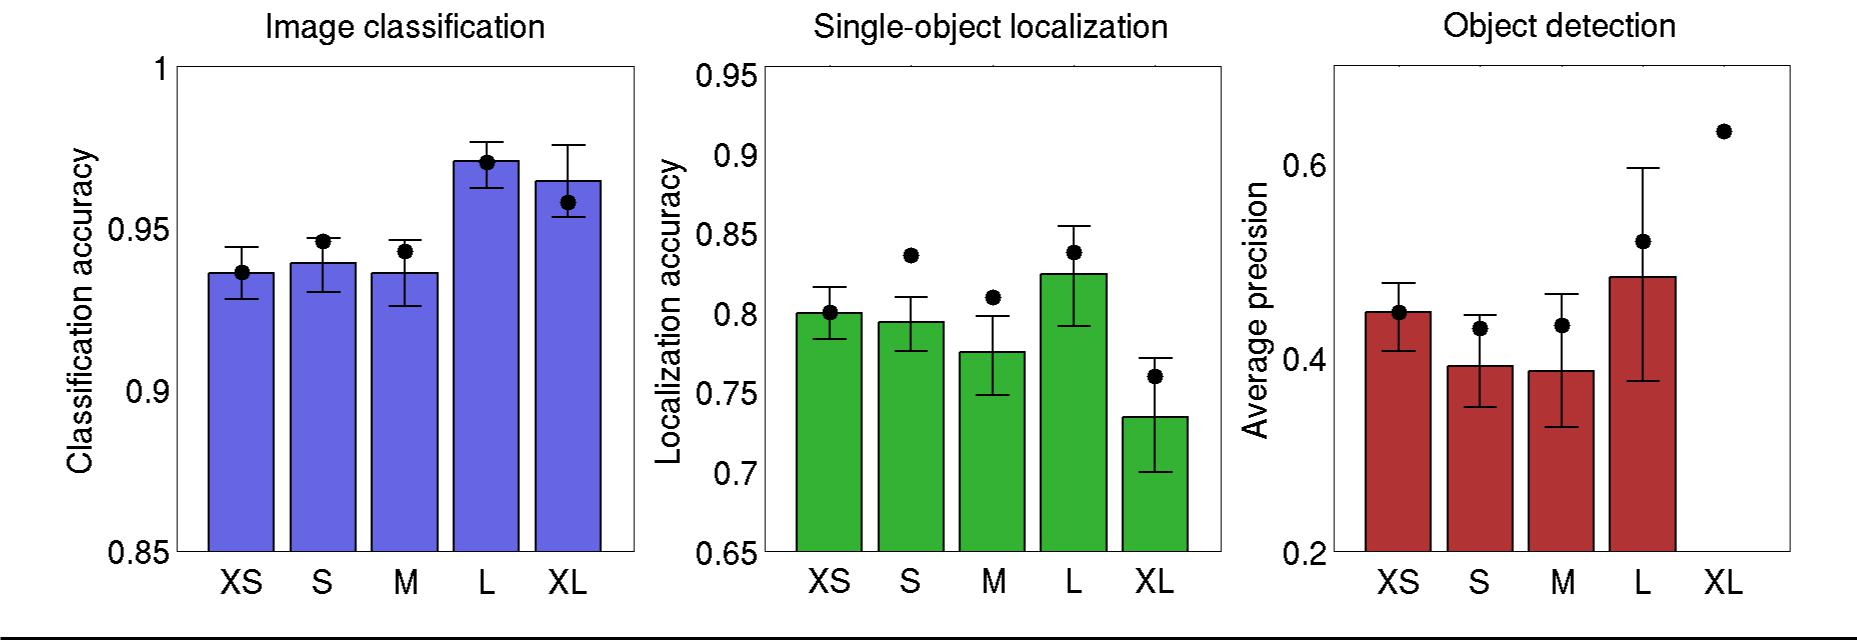 Image classification
Classification accuracy
1
0.95
0.9
0.85
XS S M L XL
Single-object localization
Localization accuracy
0.95
0.9
0.85
0.8
0.75
0.7
0.65
XS S M L XL
Object detection
Average precision
0.6
0.4
0.2
XS S M L XL